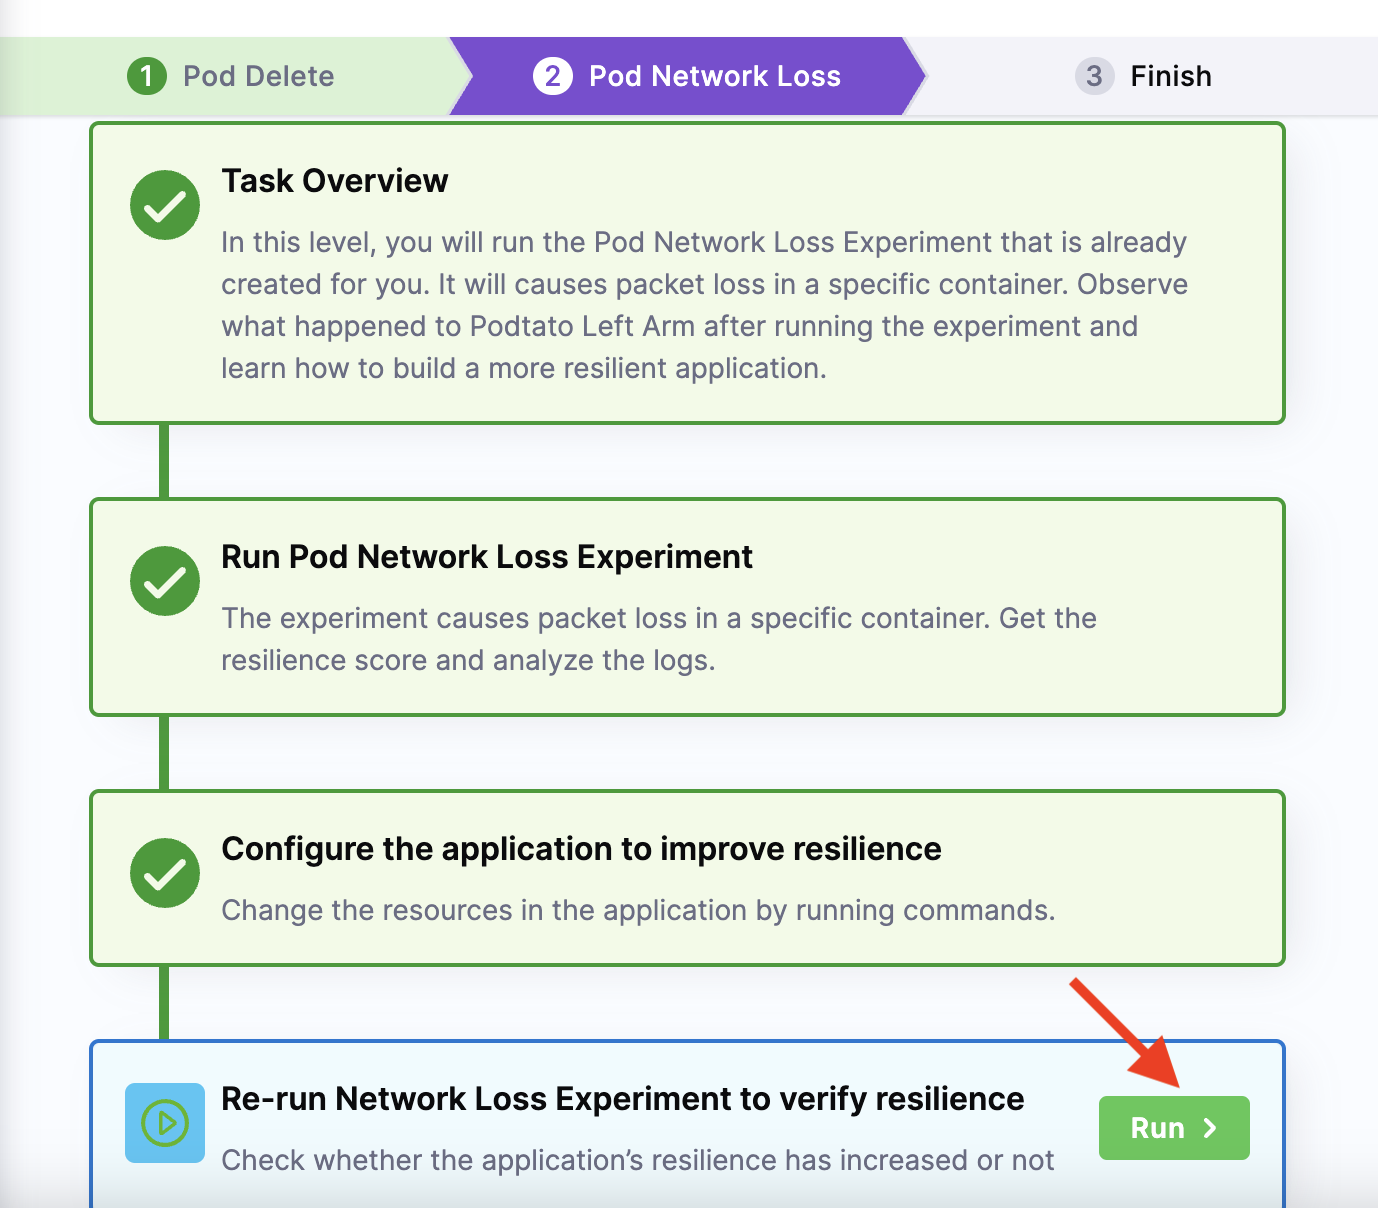 1 Pod Delete
2 Pod Network Loss
3 Finish
Task Overview
In this level, you will run the Pod Network Loss Experiment that is already
created for you. It will causes packet loss in a specific container. Observe
what happened to Podtato Left Arm after running the experiment and
learn how to build a more resilient application.
Run Pod Network Loss Experiment
The experiment causes packet loss in a specific container. Get the
resilience score and analyze the logs.
Configure the application to improve resilience
Change the resources in the application by running commands.
Re-run Network Loss Experiment to verify resilience
Check whether the application’s resilience has increased or not
Run